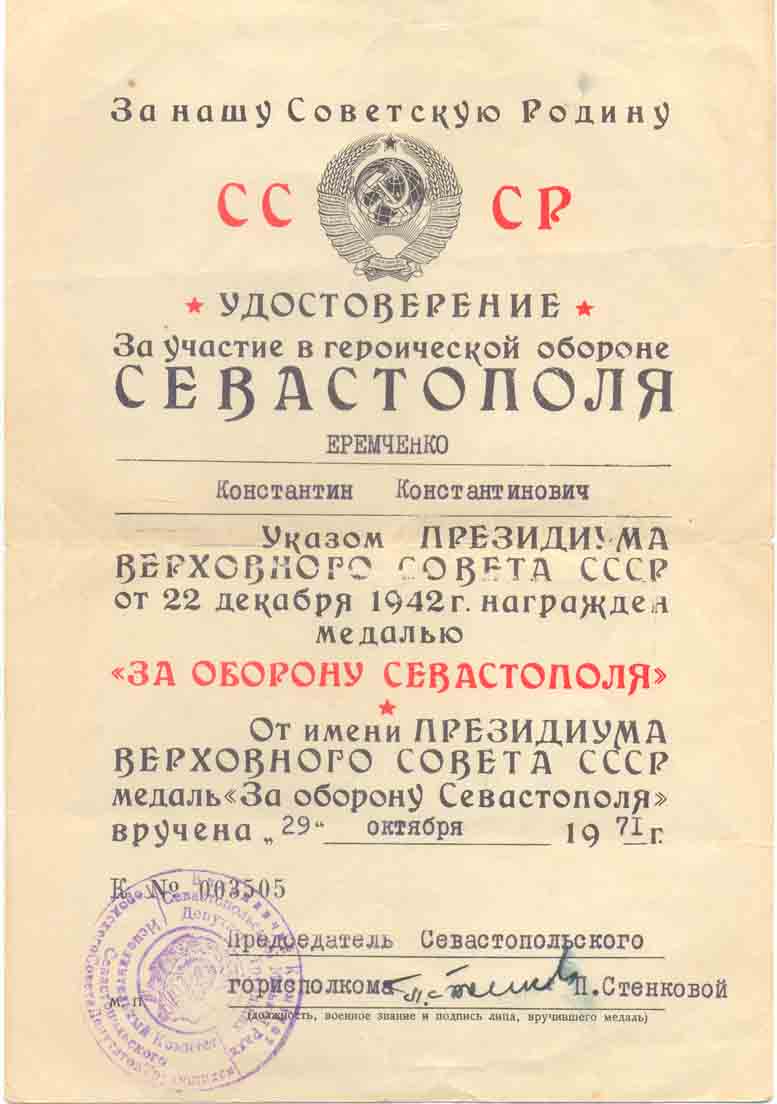 За нашу Советскую Родину
СС СР
УДОСТОВЕРЕНИЕ
За участие в героической обороне
СЕВАСТОПОЛЯ
ЕРЕМЧЕНКО
Константин Константинович
Указом ПРЕЗИДИУМА
ВЕРХОВНОГО СОВЕТА СССР
от 22 декабря 1942 г. награжден
медалью
«ЗА ОБОРОНУ СЕВАСТОПОЛЯ»
От имени ПРЕЗИДИУМА
ВЕРХОВНОГО СОВЕТА СССР
медаль «За оборону Севастополя»
вручена „29“ октября 1971 г.
К № 003505
Председатель Севастопольского
горисполкома П.Стенковой
М. П.
(должность, военное звание и подпись лица, вручившего медаль)